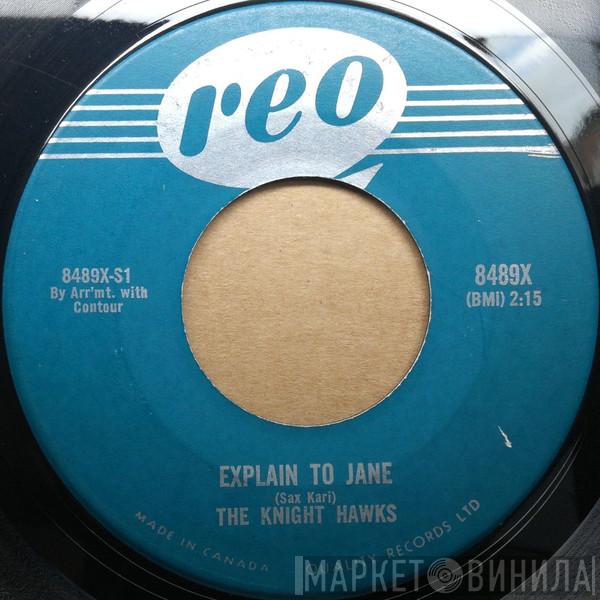 reo
8489X-S1
By Arr'mt. with
Contour
8489X
(BMI) 2:15
EXPLAIN TO JANE
(Sax Kari)
THE KNIGHT HAWKS
MADE IN CANADA QUALITY RECORDS LTD
МАРКЕТ ВИНИЛА